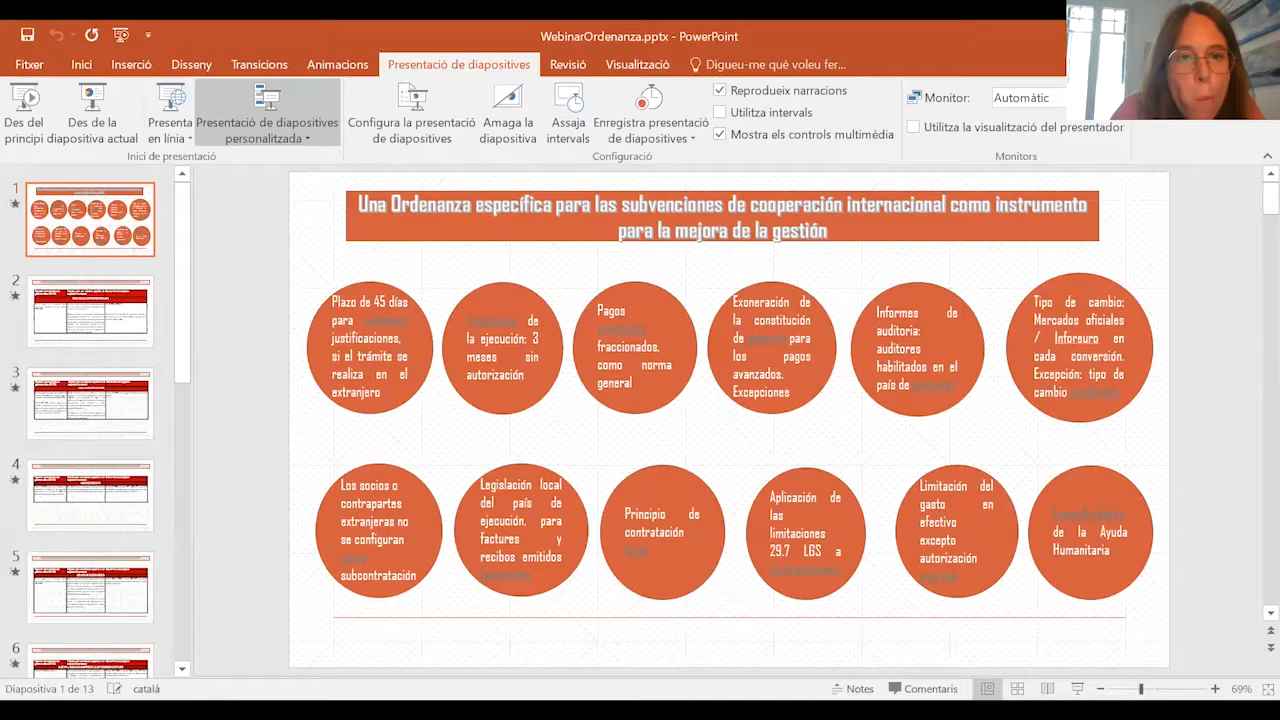 WebinarOrdenanza.pptx - PowerPoint
Fitxer Inici Inserció Disseny Transicions Animacions Presentació de diapositives Revisió Visualització Digueu-me què voleu fer...
Des del principi
Des de la diapositiva actual
Presenta en línia
Presentació de diapositives personalitzada
Configura la presentació de diapositives
Amaga la diapositiva
Assaja intervals
Enregistra presentació de diapositives
Reprodueix narracions
Utilitza intervals
Mostra els controls multimèdia
Monitor: Automàtic
Utilitza la visualització del presentador
Inici de presentació
Configuració
Monitors
1
2
3
4
5
6
Una Ordenanza específica para las subvenciones de cooperación internacional como instrumento
para la mejora de la gestión
Plazo de 45 días
para
justificaciones,
si el trámite se
realiza en el
extranjero
de
la ejecución: 3
meses sin
autorización
Pagos
fraccionados,
como norma
general
Exoneración de
la constitución
de garantía para
los pagos
avanzados.
Excepciones
Informes de
auditoria:
auditores
habilitados en el
país de
Tipo de cambio:
Mercados oficiales
/ Inforeuro en
cada conversión.
Excepción: tipo de
cambio
Los socios o
contrapartes
extranjeras no
se configuran
subcontratación
Legislación local
del país de
ejecución, para
factures y
recibos emitidos
Principio de
contratación
local
Aplicación de
las
limitaciones
29.7 LGS a
Limitación del
gasto en
efectivo
excepto
autorización
de la Ayuda
Humanitaria
Diapositiva 1 de 13 català Notes Comentaris 69%